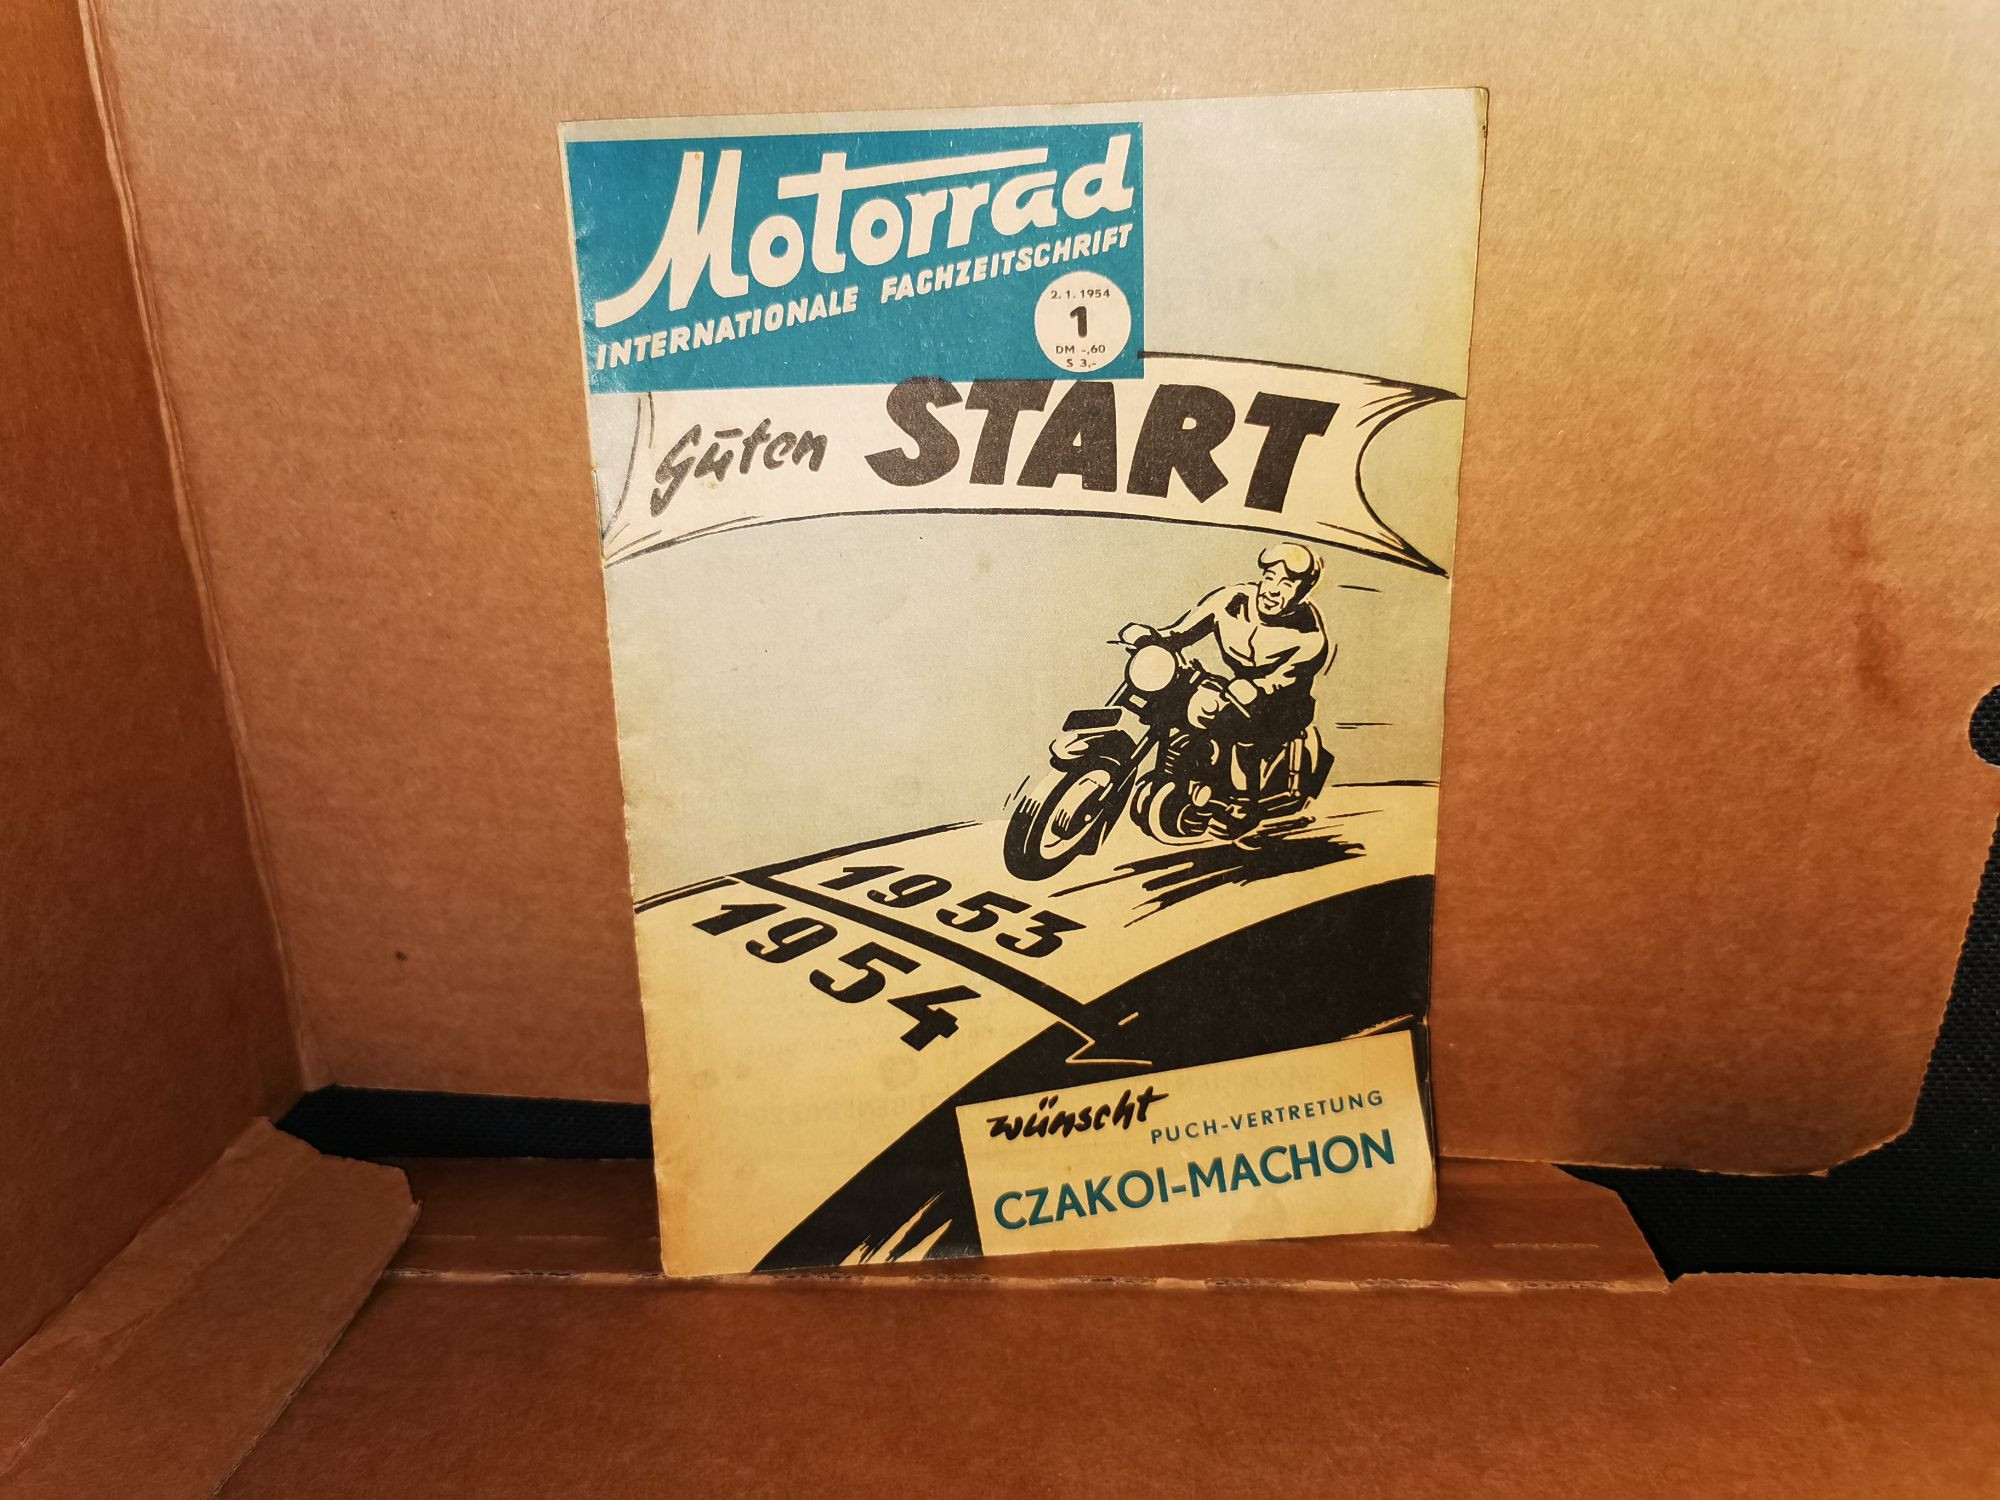 Motorrad
INTERNATIONALE FACHZEITSCHRIFT
2.1.1954
1
DM -,60
S 3,-
Guten START
1953
1954
wünscht
PUCH-VERTRETUNG
CZAKOI-MACHON